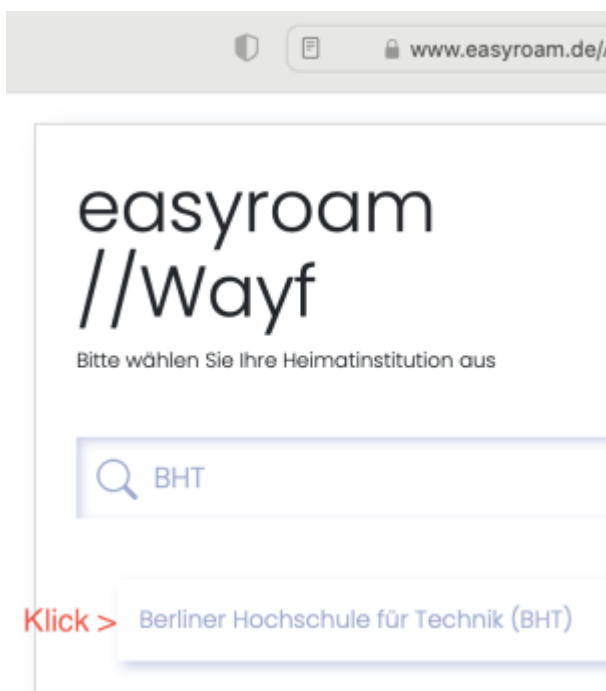 www.easyroam.de//
easyroam
//Wayf
Bitte wählen Sie Ihre Heimatinstitution aus
BHT
Klick > Berliner Hochschule für Technik (BHT)